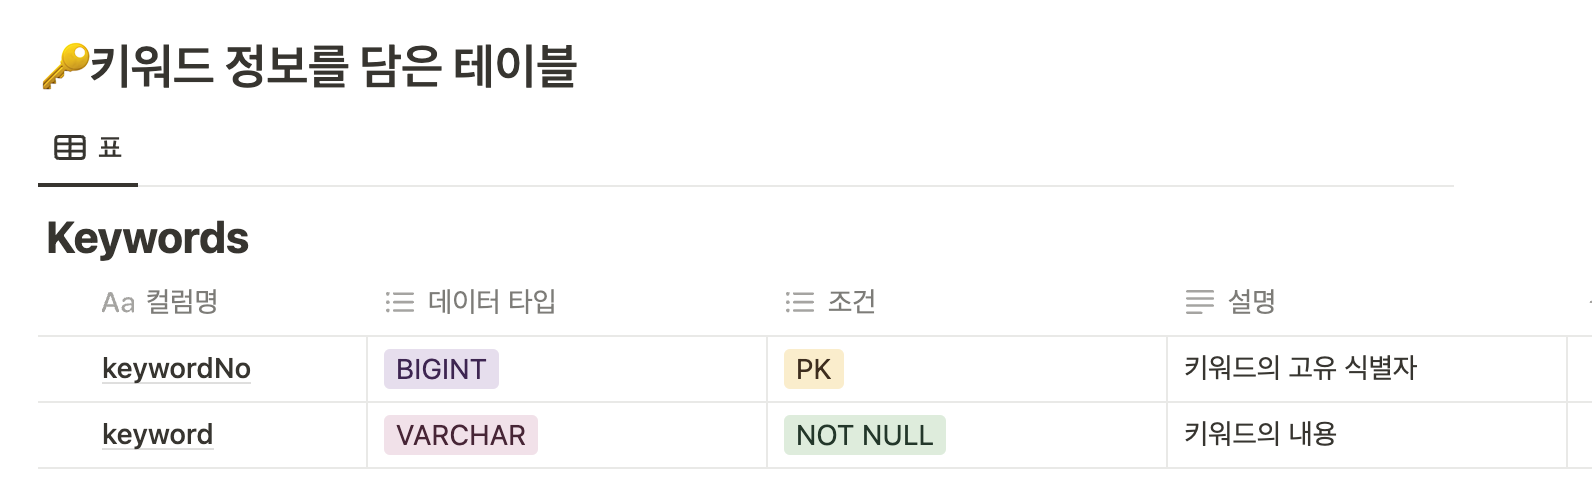 🔑키워드 정보를 담은 테이블
표
Keywords
Aa 컬럼명 데이터 타입 조건 설명
keywordNo BIGINT PK 키워드의 고유 식별자
keyword VARCHAR NOT NULL 키워드의 내용